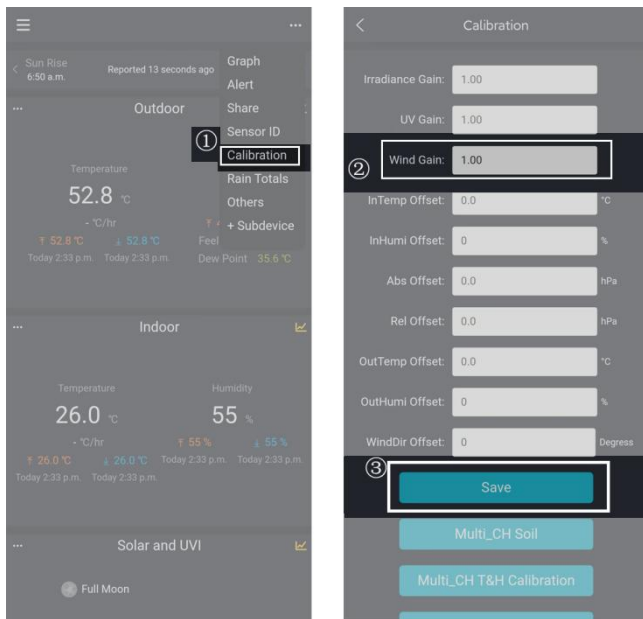 Sun Rise
6:50 a.m.
Reported 13 seconds ago
Graph
Alert
Share
Sensor ID
① Calibration
Rain Totals
Others
+ Subdevice
Outdoor
Temperature
52.8 ℃
- ℃/hr
52.8 ℃ 52.8 ℃
Today 2:33 p.m. Today 2:33 p.m.
Feel
Dew Point 35.6 ℃
Indoor
Temperature Humidity
26.0 ℃ 55 %
- ℃/hr 55 % 55 %
26.0 ℃ 26.0 ℃ Today 2:33 p.m. Today 2:33 p.m.
Today 2:33 p.m. Today 2:33 p.m.
Solar and UVI
Full Moon
Calibration
Irradiance Gain: 1.00
UV Gain: 1.00
② Wind Gain: 1.00
InTemp Offset: 0.0 ℃
InHumi Offset: 0 %
Abs Offset: 0.0 hPa
Rel Offset: 0.0 hPa
OutTemp Offset: 0.0 ℃
OutHumi Offset: 0 %
WindDir Offset: 0 Degress
③ Save
Multi_CH Soil
Multi_CH T&H Calibration